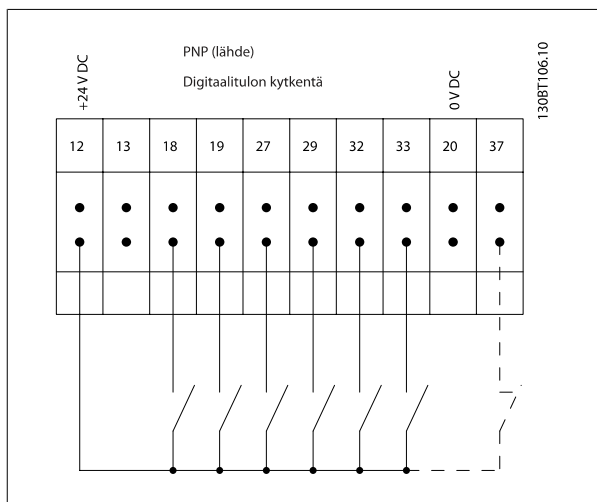 PNP (lähde)
Digitaalitulon kytkentä
+24 V DC
0 V DC
130BT106.10
12 13 18 19 27 29 32 33 20 37